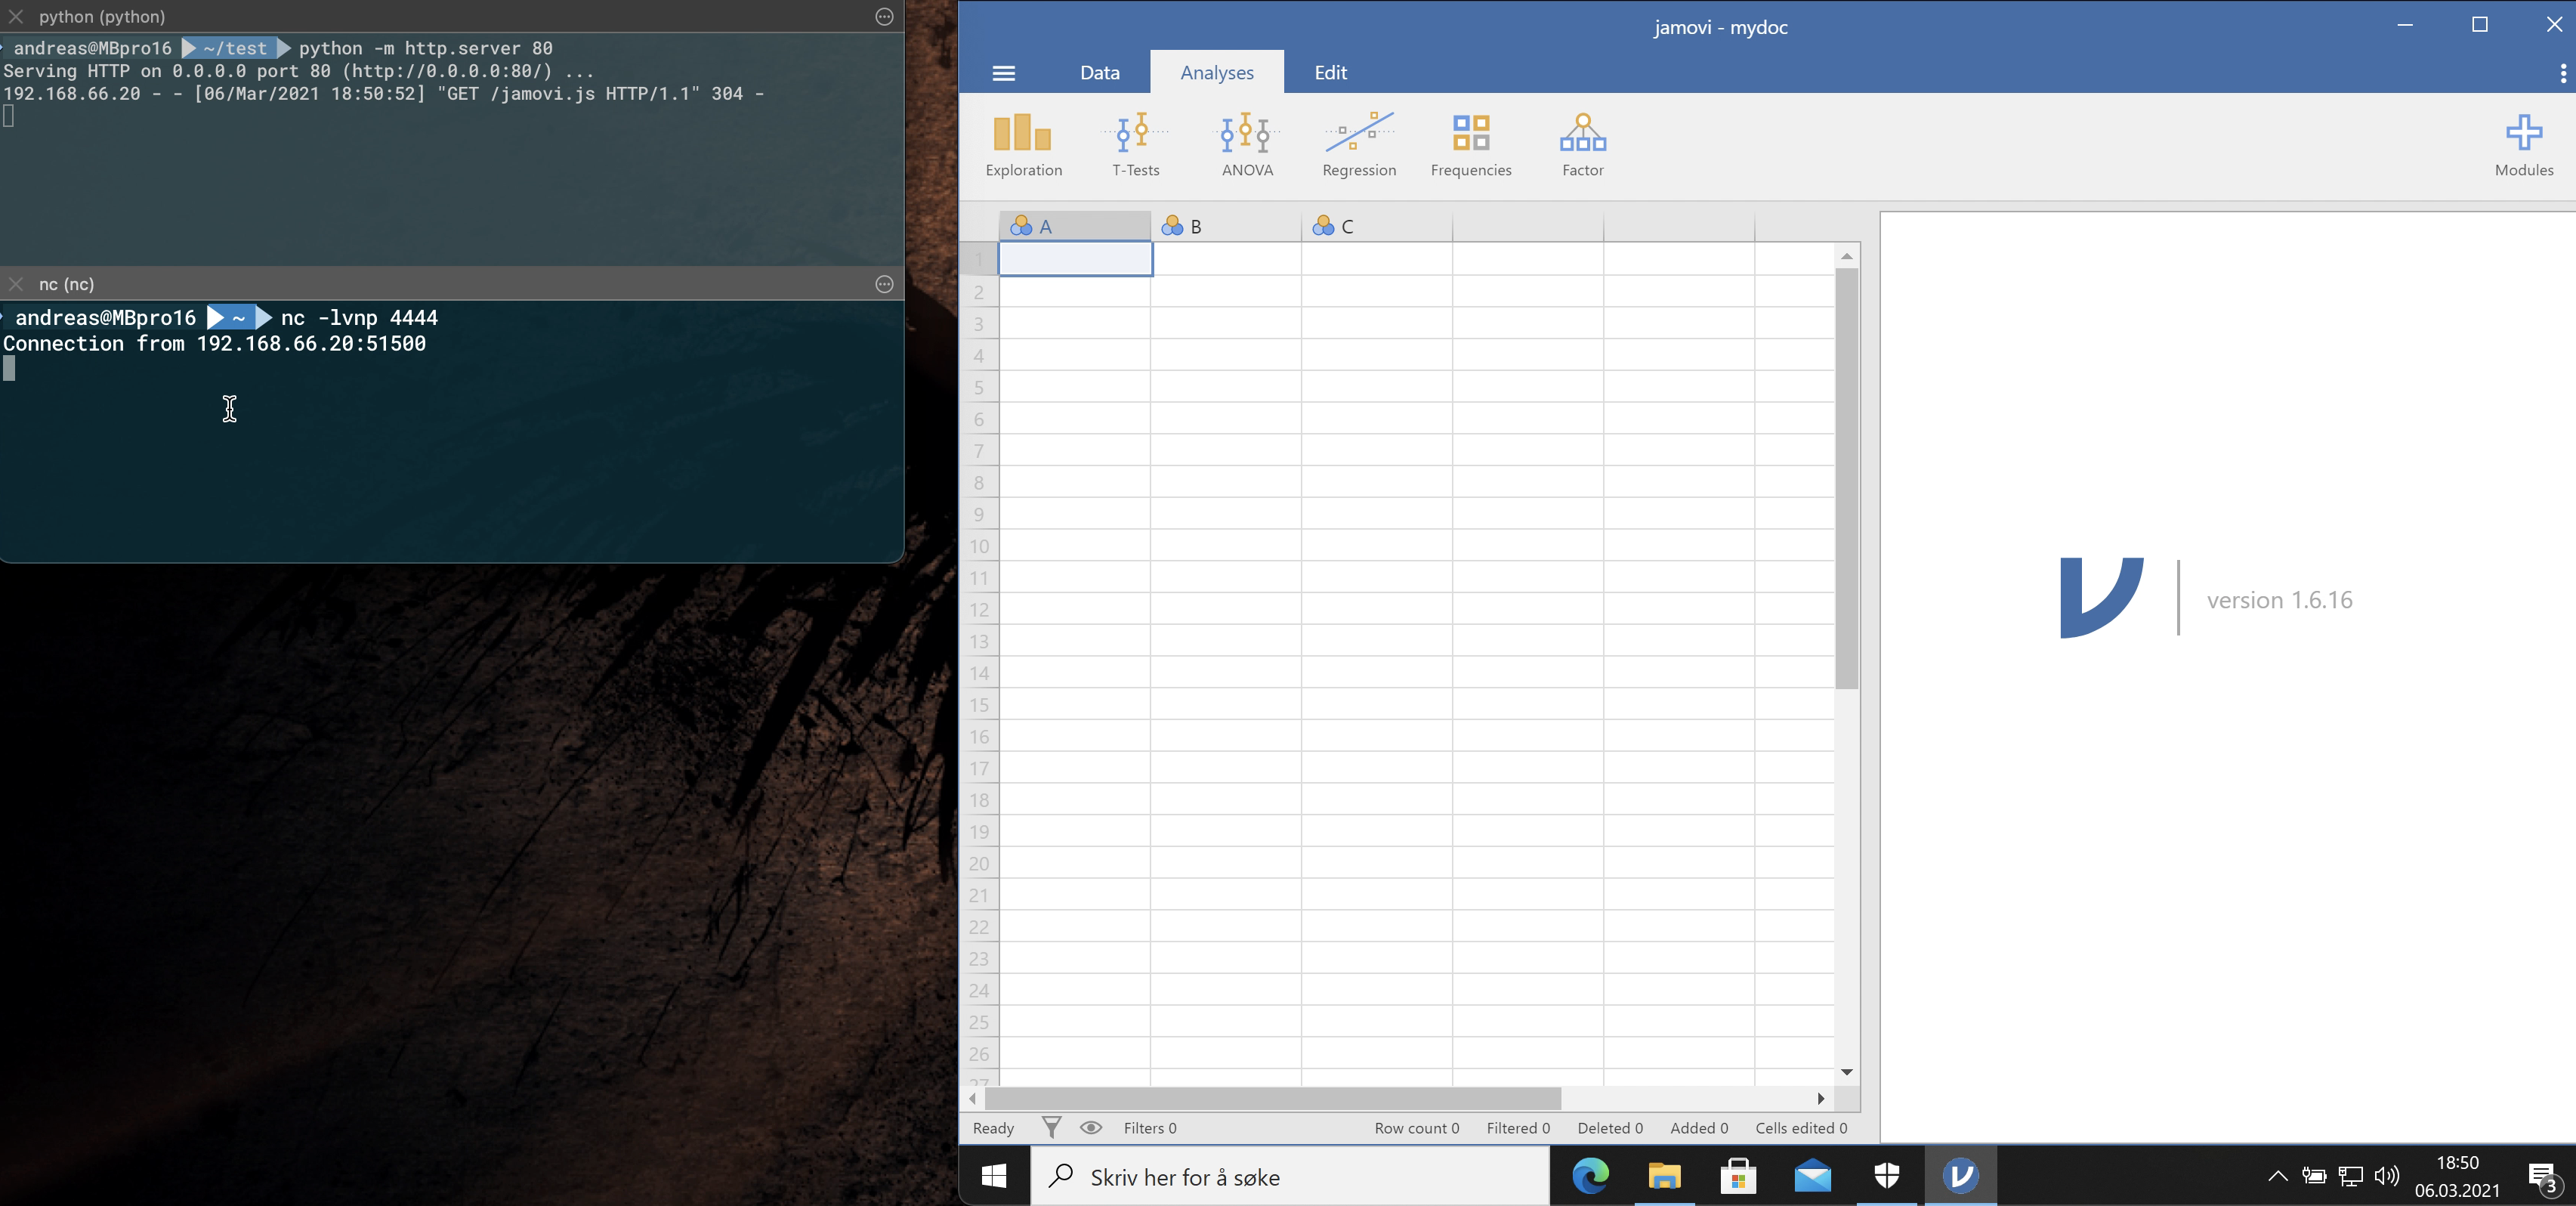 python (python)
andreas@MBpro16 ~/test python -m http.server 80
Serving HTTP on 0.0.0.0 port 80 (http://0.0.0.0:80/) ...
192.168.66.20 - - [06/Mar/2021 18:50:52] "GET /jamovi.js HTTP/1.1" 304 -
nc (nc)
andreas@MBpro16 ~ nc -lvnp 4444
Connection from 192.168.66.20:51500
jamovi - mydoc
Data Analyses Edit
Exploration T-Tests ANOVA Regression Frequencies Factor Modules
A B C
1
2
3
4
5
6
7
8
9
10
11
12
13
14
15
16
17
18
19
20
21
22
23
24
25
26
27
version 1.6.16
Ready Filters 0 Row count 0 Filtered 0 Deleted 0 Added 0 Cells edited 0
Skriv her for å søke
18:50
06.03.2021
3